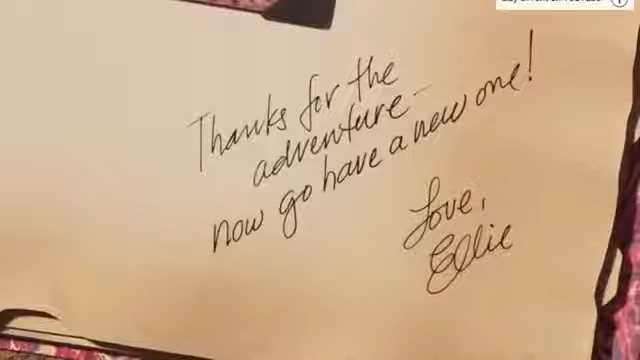 Thanks for the
adventure—
now go have a new one!
Love,
Ellie